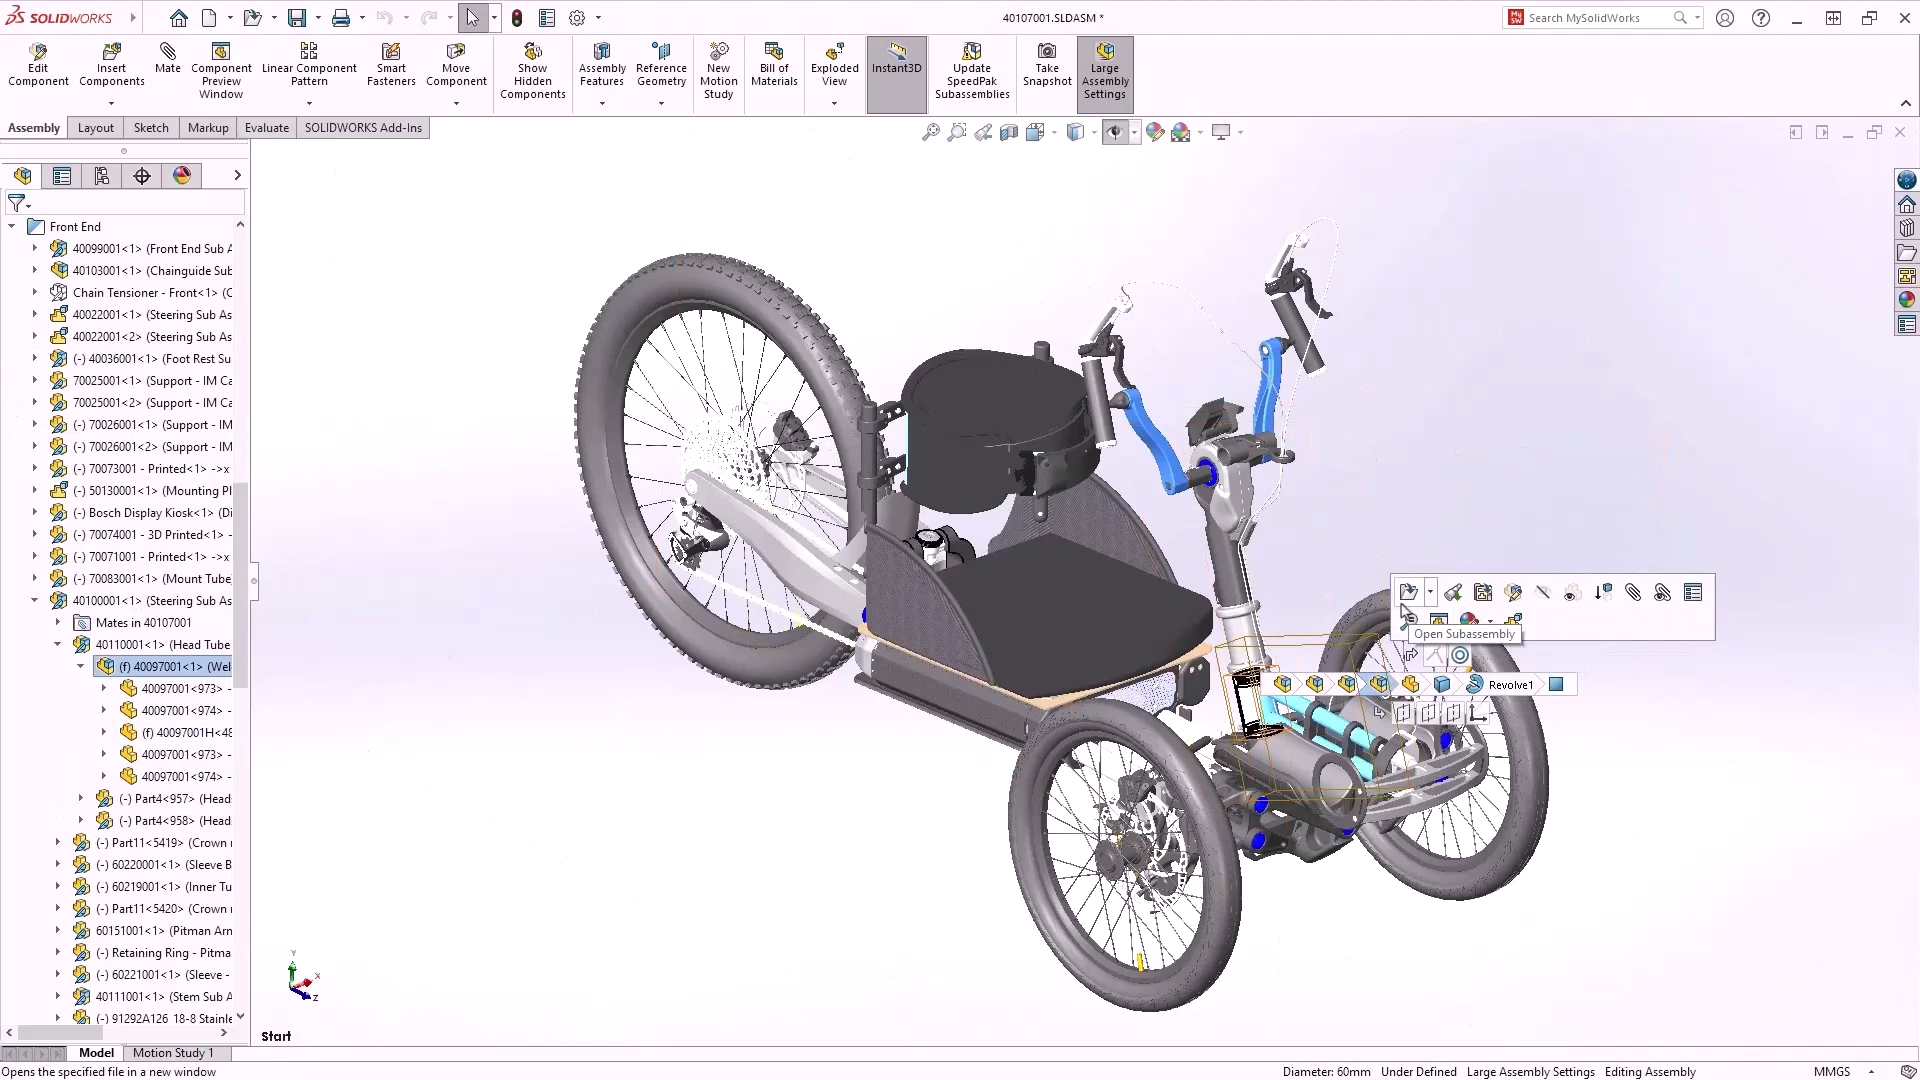 SOLIDWORKS
40107001.SLDASM *
Search MySolidWorks
Edit Component
Insert Components
Mate
Component Preview Window
Linear Component Pattern
Smart Fasteners
Move Component
Show Hidden Components
Assembly Features
Reference Geometry
New Motion Study
Bill of Materials
Exploded View
Instant3D
Update SpeedPak Subassemblies
Take Snapshot
Large Assembly Settings
Assembly
Layout
Sketch
Markup
Evaluate
SOLIDWORKS Add-Ins
Front End
40099001<1> (Front End Sub A
40103001<1> (Chainguide Sub
Chain Tensioner - Front<1> (C
40022001<1> (Steering Sub As
40022001<2> (Steering Sub As
(-) 40036001<1> (Foot Rest Su
70025001<1> (Support - IM Ca
70025001<2> (Support - IM Ca
(-) 70026001<1> (Support - IM
(-) 70026001<2> (Support - IM
(-) 70073001 - Printed<1> ->x
(-) 50130001<1> (Mounting Pl
(-) Bosch Display Kiosk<1> (Di
(-) 70074001 - 3D Printed<1> -
(-) 70071001 - Printed<1> ->x
(-) 70083001<1> (Mount Tube
40100001<1> (Steering Sub As
Mates in 40107001
40110001<1> (Head Tube
(f) 40097001<1> (Wel
40097001<973> -
40097001<974> -
(f) 40097001H<48
40097001<973> -
40097001<974> -
(-) Part4<957> (Head
(-) Part4<958> (Head
(-) Part11<5419> (Crown r
(-) 60220001<1> (Sleeve B
(-) 60219001<1> (Inner Tu
(-) Part11<5420> (Crown r
60151001<1> (Pitman Arn
(-) Retaining Ring - Pitma
(-) 60221001<1> (Sleeve -
40111001<1> (Stem Sub A
(-) 91292A126 18-8 Stainle
Open Subassembly
Revolve1
Y
X
Z
Start
Model
Motion Study 1
Opens the specified file in a new window
Diameter: 60mm
Under Defined
Large Assembly Settings
Editing Assembly
MMGS